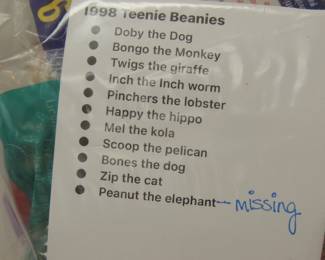 1998 Teenie Beanies
● Doby the Dog
● Bongo the Monkey
● Twigs the giraffe
● Inch the Inch worm
● Pinchers the lobster
● Happy the hippo
● Mel the kola
● Scoop the pelican
● Bones the dog
● Zip the cat
● Peanut the elephant — missing